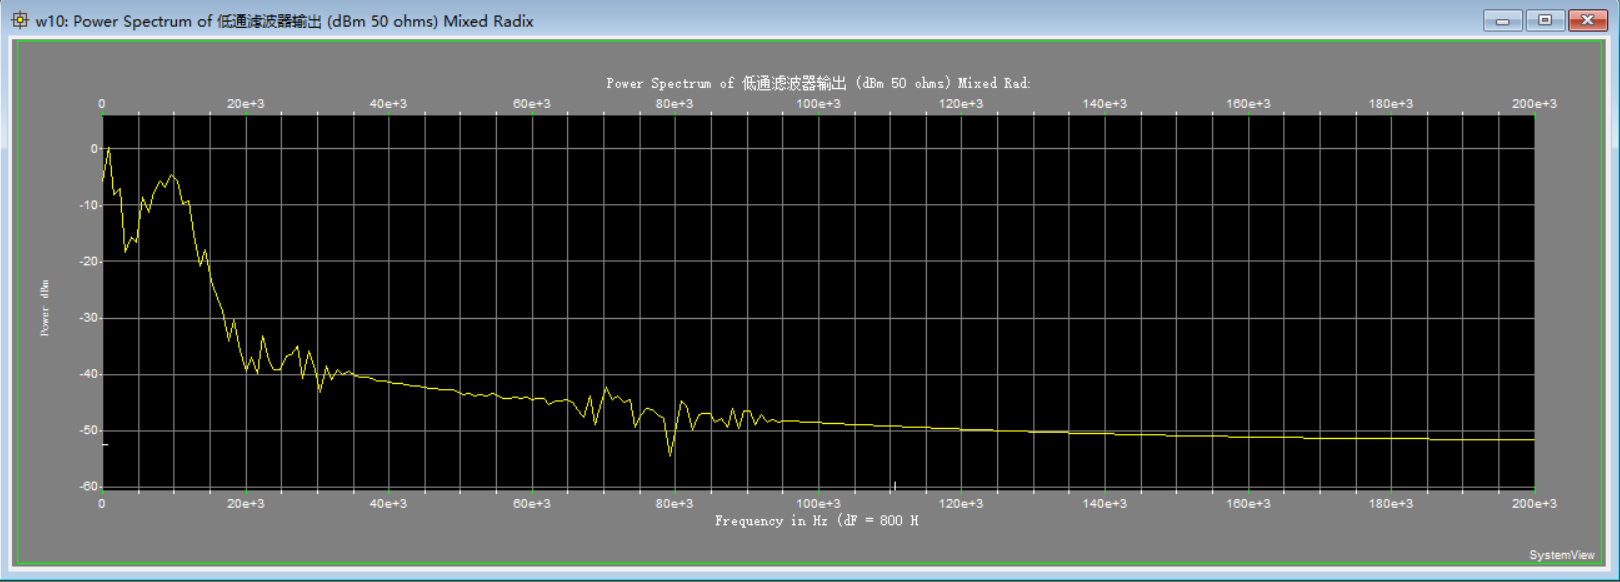 w10: Power Spectrum of 低通滤波器输出 (dBm 50 ohms) Mixed Radix
Power Spectrum of 低通滤波器输出 (dBm 50 ohms) Mixed Rad:
0 20e+3 40e+3 60e+3 80e+3 100e+3 120e+3 140e+3 160e+3 180e+3 200e+3
0
-10
-20
-30
-40
-50
-60
Power dBm
0 20e+3 40e+3 60e+3 80e+3 100e+3 120e+3 140e+3 160e+3 180e+3 200e+3
Frequency in Hz (dF = 800 H
SystemView